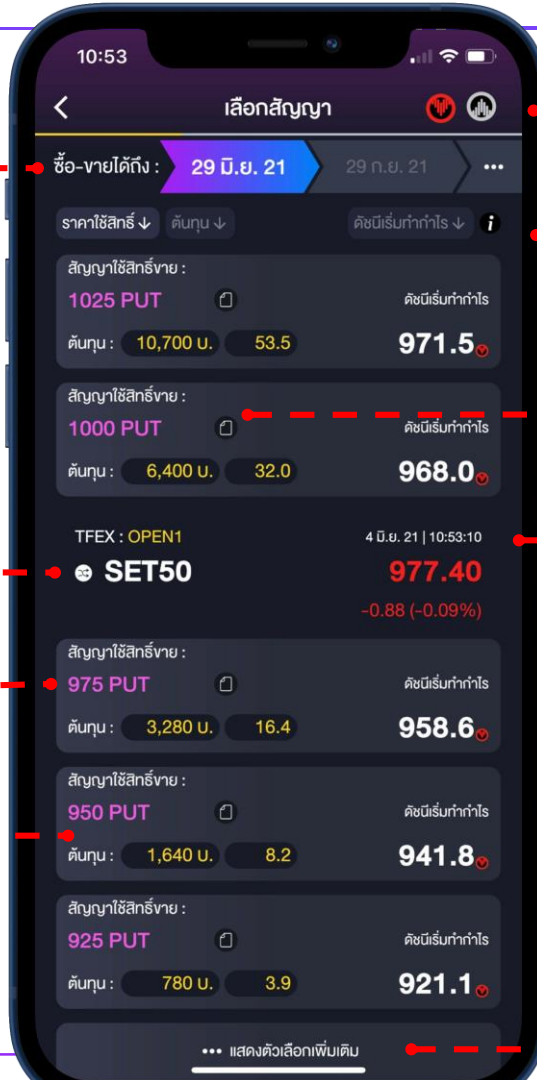 10:53
เลือกสัญญา
ซื้อ-ขายได้ถึง : 29 มิ.ย. 21 29 ก.ย. 21 •••
ราคาใช้สิทธิ์ ↓ ต้นทุน ↓ ดัชนีเริ่มทำกำไร ↓ i
สัญญาใช้สิทธิ์ขาย :
1025 PUT ดัชนีเริ่มทำกำไร
ต้นทุน : 10,700 บ. 53.5 971.5
สัญญาใช้สิทธิ์ขาย :
1000 PUT ดัชนีเริ่มทำกำไร
ต้นทุน : 6,400 บ. 32.0 968.0
TFEX : OPEN1 4 มิ.ย. 21 | 10:53:10
SET50 977.40
-0.88 (-0.09%)
สัญญาใช้สิทธิ์ขาย :
975 PUT ดัชนีเริ่มทำกำไร
ต้นทุน : 3,280 บ. 16.4 958.6
สัญญาใช้สิทธิ์ขาย :
950 PUT ดัชนีเริ่มทำกำไร
ต้นทุน : 1,640 บ. 8.2 941.8
สัญญาใช้สิทธิ์ขาย :
925 PUT ดัชนีเริ่มทำกำไร
ต้นทุน : 780 บ. 3.9 921.1
••• แสดงตัวเลือกเพิ่มเติม